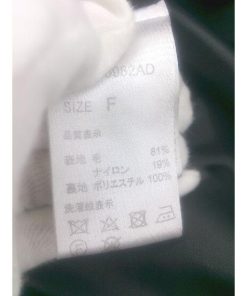 0962AD
SIZE F
品質表示
表地 毛 81%
ナイロン 19%
裏地 ポリエステル 100%
洗濯絵表示